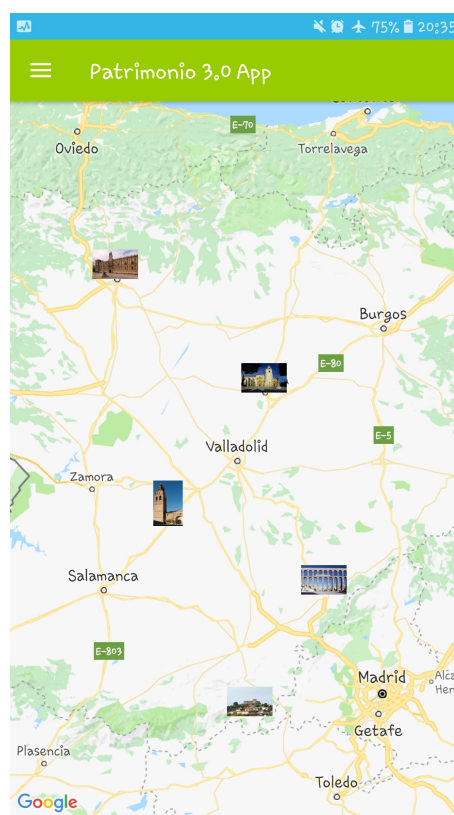 75% 20:35
Patrimonio 3.0 App
E-70
Oviedo
Torrelavega
Burgos
E-80
E-5
Valladolid
Zamora
Salamanca
E-803
Madrid
Getafe
Plasencia
Toledo
Google